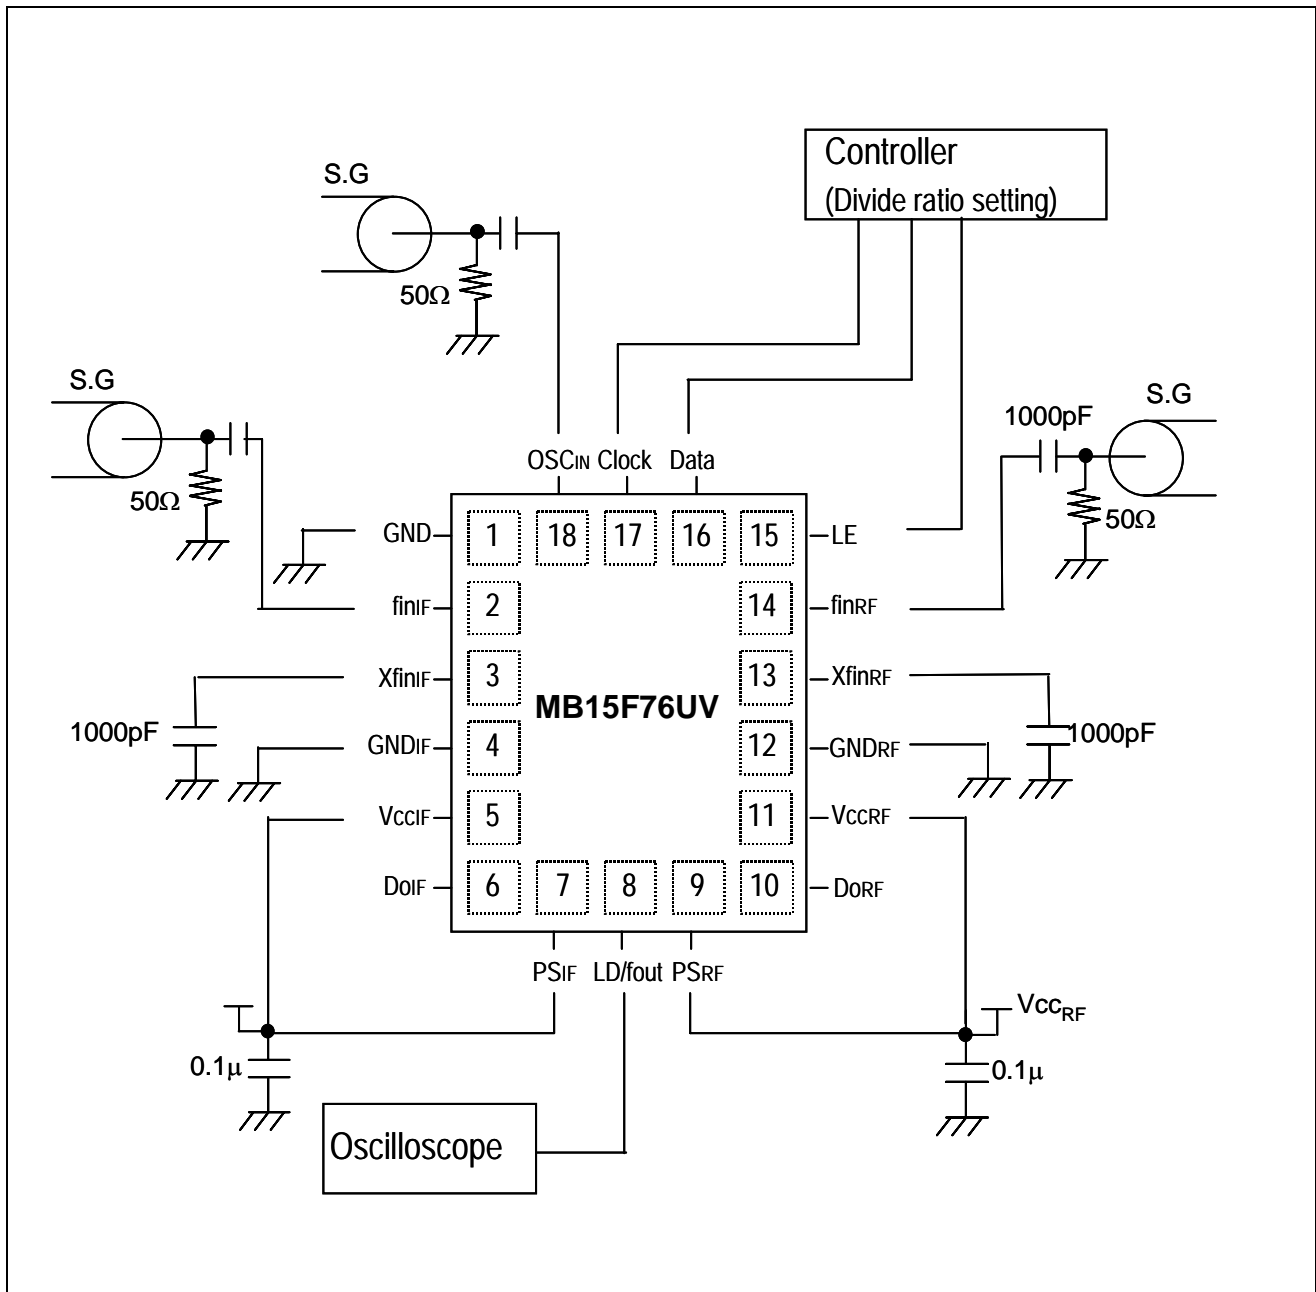 Controller
(Divide ratio setting)
S.G
50Ω
S.G
50Ω
S.G
1000pF
50Ω
OSCIN Clock Data
GND 1 18 17 16 15 LE
finIF 2 14 finRF
XfinIF 3 13 XfinRF
MB15F76UV
1000pF
GNDIF 4 12 GNDRF
1000pF
VccIF 5 11 VccRF
DoIF 6 7 8 9 10 DoRF
PSIF LD/fout PSRF
VccRF
0.1μ
0.1μ
Oscilloscope